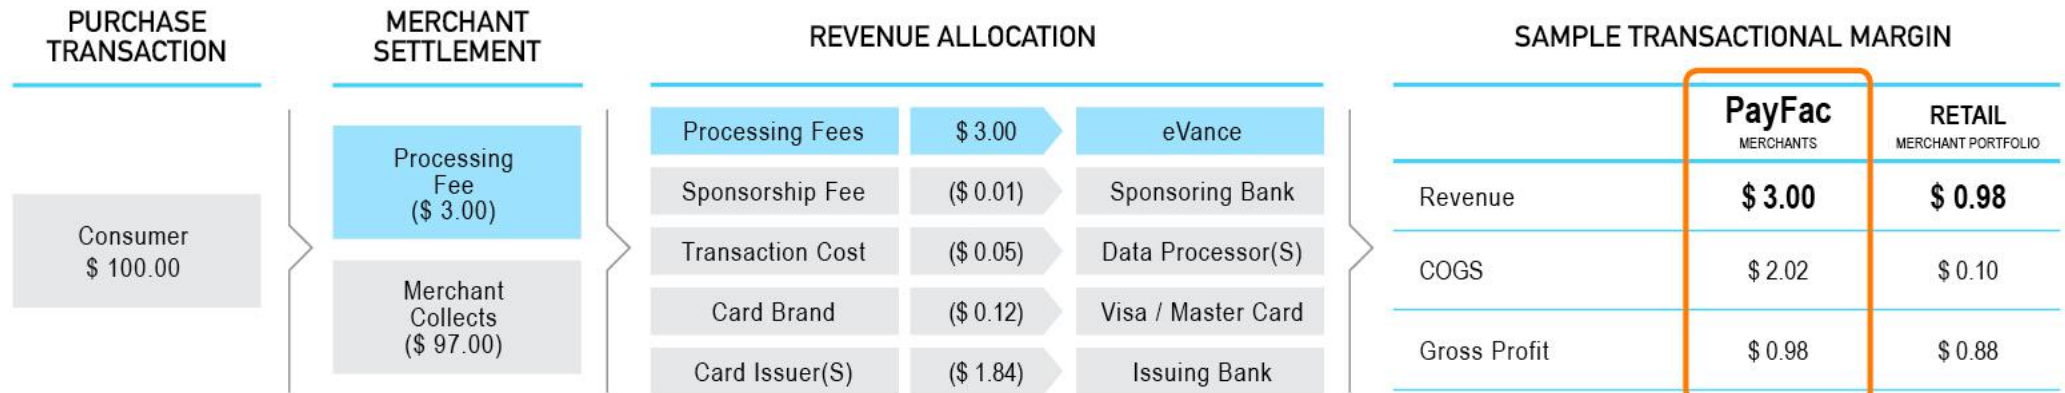 PURCHASE
TRANSACTION
Consumer
$ 100.00
MERCHANT
SETTLEMENT
Processing
Fee
($ 3.00)
Merchant
Collects
($ 97.00)
REVENUE ALLOCATION
Processing Fees $ 3.00 eVance
Sponsorship Fee ($ 0.01) Sponsoring Bank
Transaction Cost ($ 0.05) Data Processor(S)
Card Brand ($ 0.12) Visa / Master Card
Card Issuer(S) ($ 1.84) Issuing Bank
SAMPLE TRANSACTIONAL MARGIN
PayFac RETAIL
MERCHANTS MERCHANT PORTFOLIO
Revenue $ 3.00 $ 0.98
COGS $ 2.02 $ 0.10
Gross Profit $ 0.98 $ 0.88